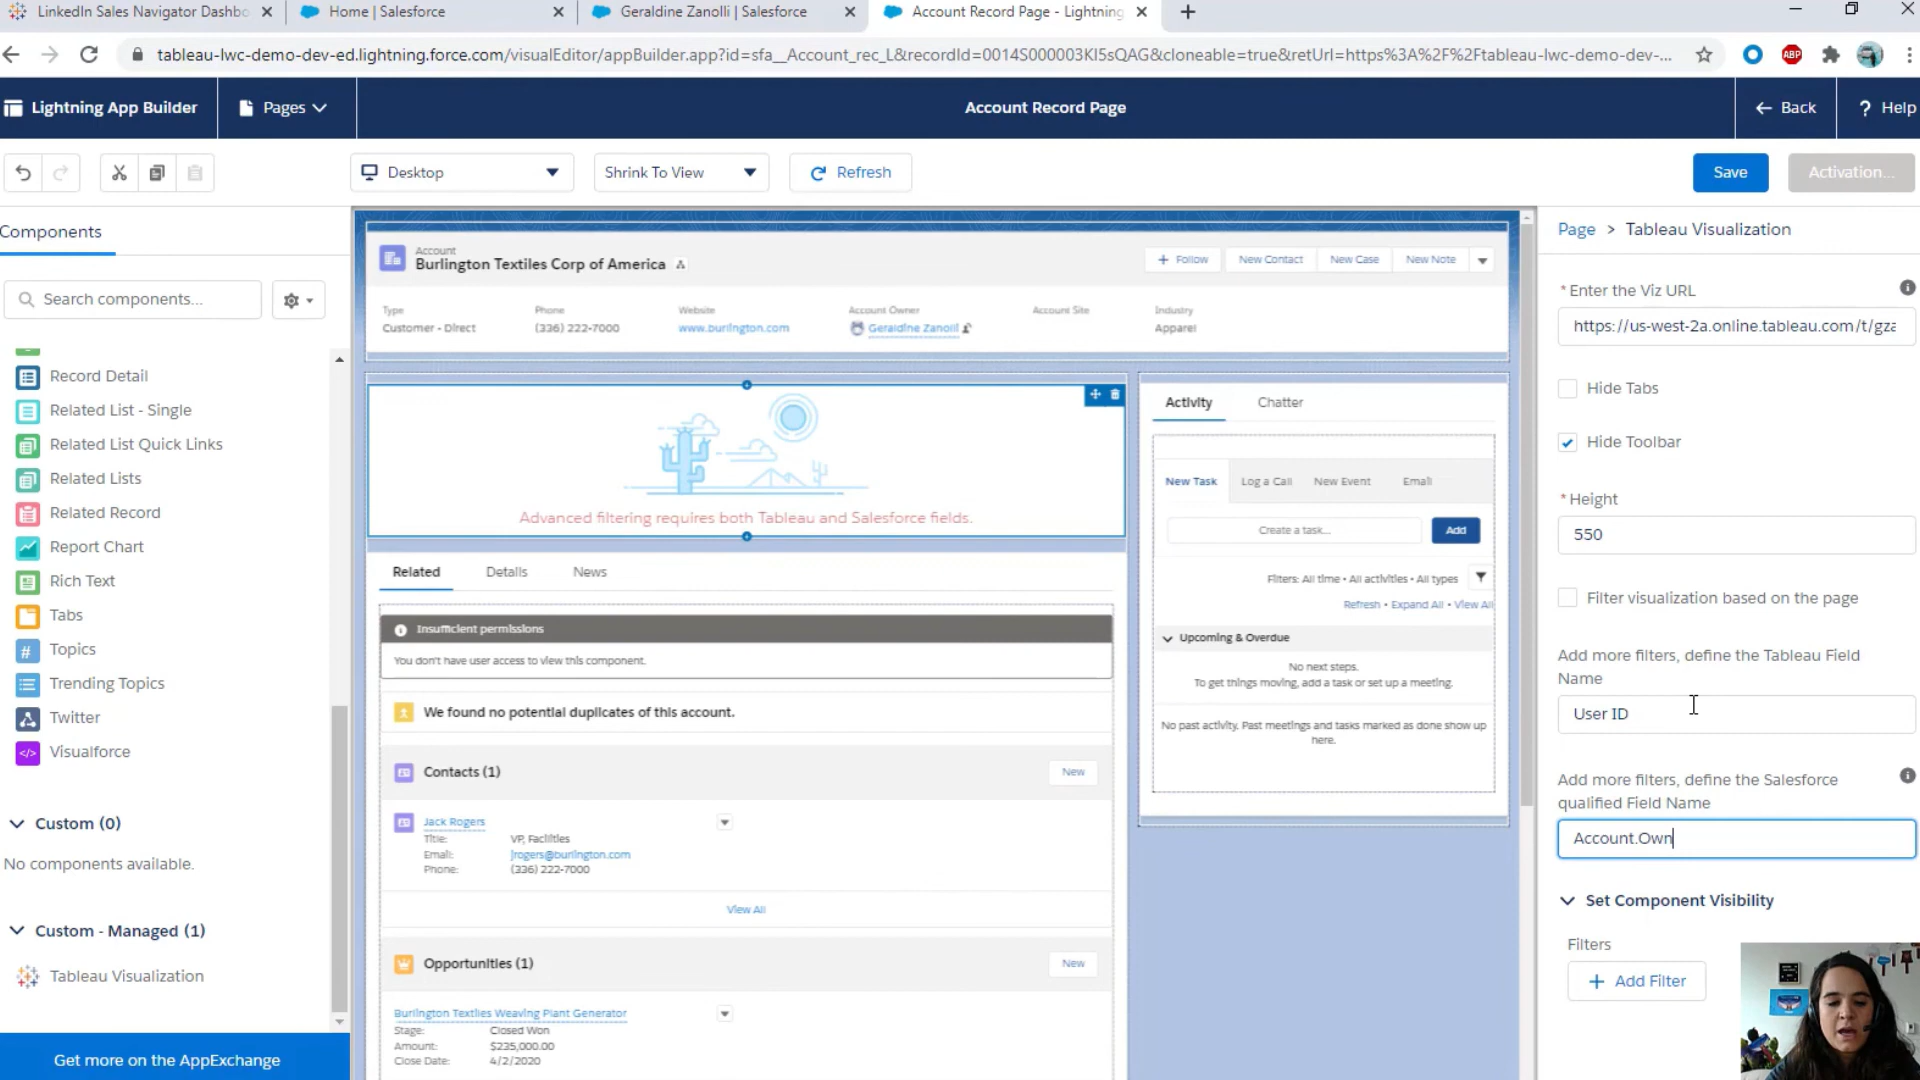 LinkedIn Sales Navigator Dashbo
Home | Salesforce
Geraldine Zanolli | Salesforce
Account Record Page - Lightning
tableau-lwc-demo-dev-ed.lightning.force.com/visualEditor/appBuilder.app?id=sfa__Account_rec_L&recordId=0014S000003KI5sQAG&cloneable=true&retUrl=https%3A%2F%2Ftableau-lwc-demo-dev-...
ABP
Lightning App Builder
Pages
Account Record Page
Back
? Help
Desktop
Shrink To View
Refresh
Save
Activation...
Components
Search components...
Record Detail
Related List - Single
Related List Quick Links
Related Lists
Related Record
Report Chart
Rich Text
Tabs
Topics
Trending Topics
Twitter
Visualforce
Custom (0)
No components available.
Custom - Managed (1)
Tableau Visualization
Get more on the AppExchange
Account
Burlington Textiles Corp of America
+ Follow
New Contact
New Case
New Note
Type
Customer - Direct
Phone
(336) 222-7000
Website
www.burlington.com
Account Owner
Geraldine Zanolli
Account Site
Industry
Apparel
Advanced filtering requires both Tableau and Salesforce fields.
Related
Details
News
Insufficient permissions
You don't have user access to view this component.
We found no potential duplicates of this account.
Contacts (1)
New
Jack Rogers
Title: VP, Facilities
Email: jrogers@burlington.com
Phone: (336) 222-7000
View All
Opportunities (1)
New
Burlington Textiles Weaving Plant Generator
Stage: Closed Won
Amount: $235,000.00
Close Date: 4/2/2020
Activity
Chatter
New Task
Log a Call
New Event
Email
Create a task...
Add
Filters: All time • All activities • All types
Refresh • Expand All • View All
Upcoming & Overdue
No next steps.
To get things moving, add a task or set up a meeting.
No past activity. Past meetings and tasks marked as done show up
here.
Page > Tableau Visualization
* Enter the Viz URL
https://us-west-2a.online.tableau.com/t/gza
Hide Tabs
Hide Toolbar
* Height
550
Filter visualization based on the page
Add more filters, define the Tableau Field
Name
User ID
Add more filters, define the Salesforce
qualified Field Name
Account.Own
Set Component Visibility
Filters
+ Add Filter